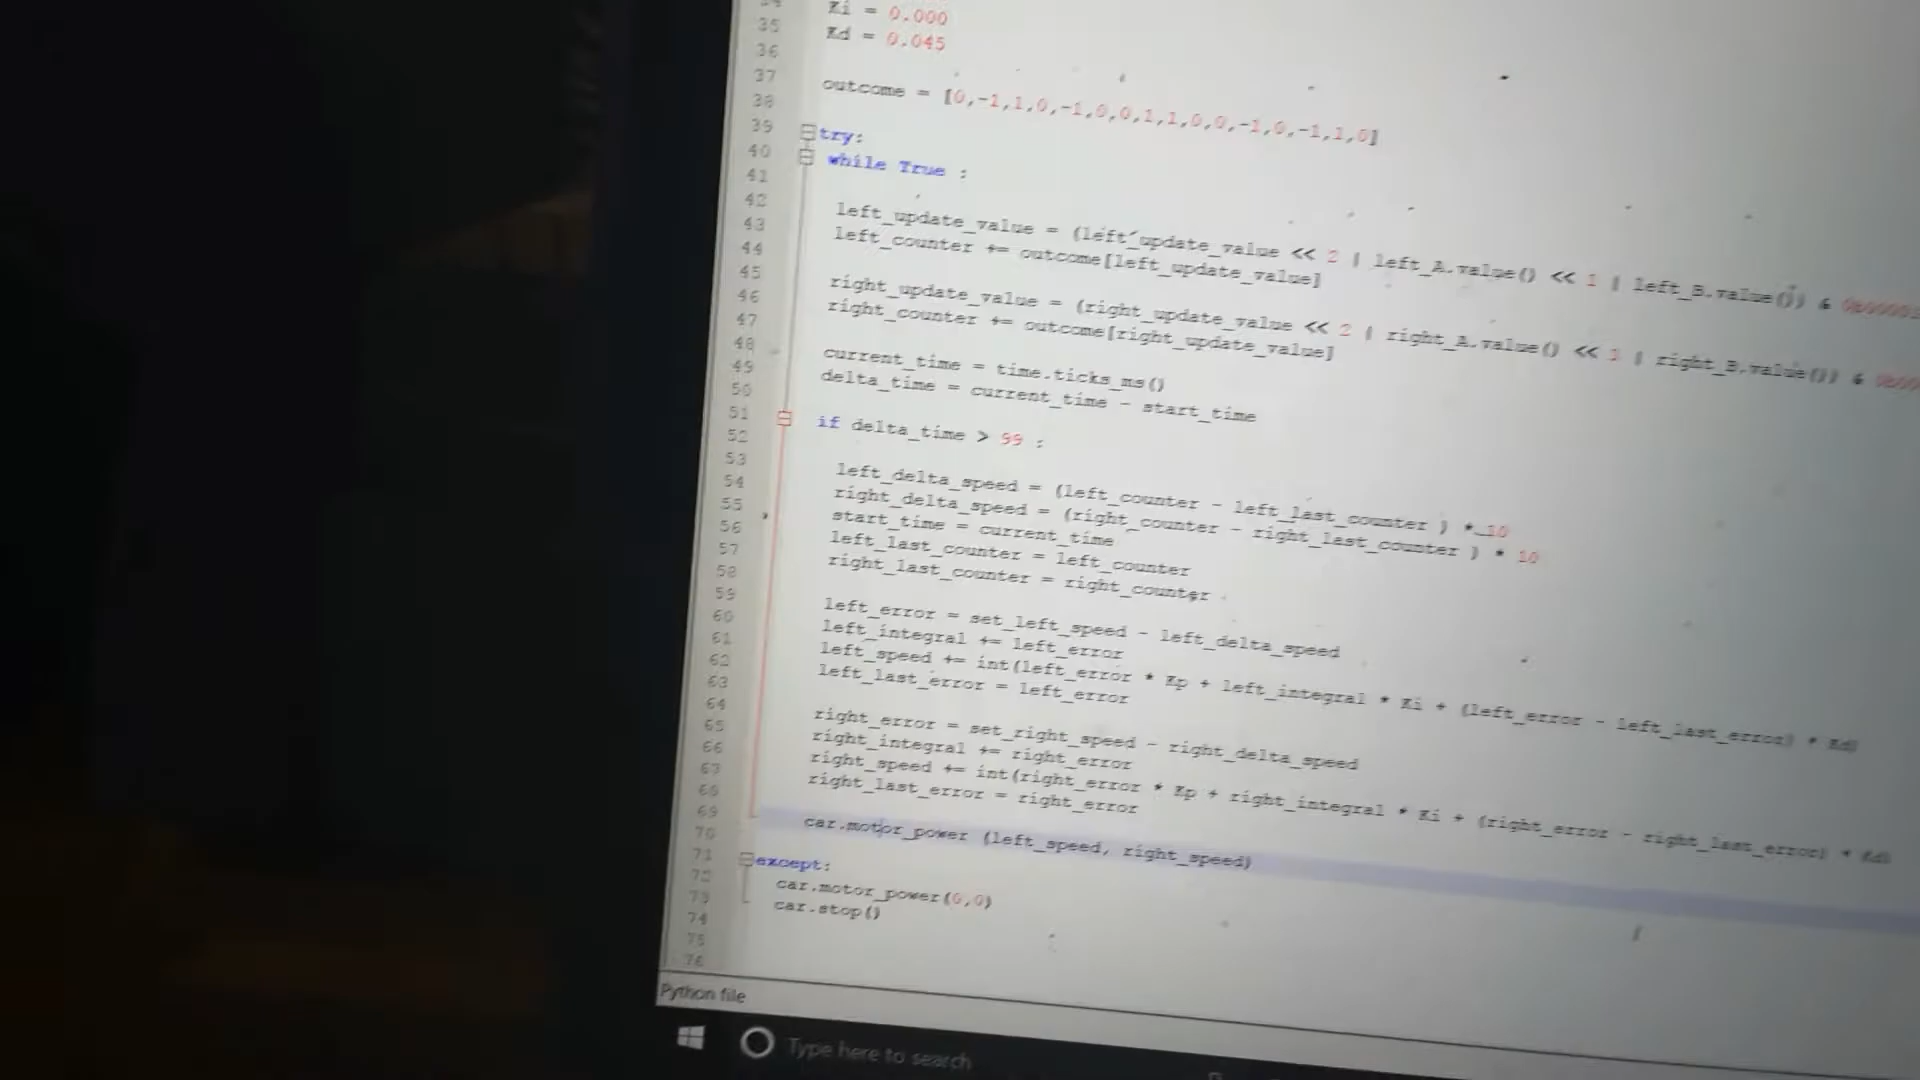 34
35
36
37
38
39
40
41
42
43
44
45
46
47
48
49
50
51
52
53
54
55
56
57
58
59
60
61
62
63
64
65
66
67
68
69
70
71
72
73
74
75
76
Ki = 0.000
Kd = 0.045
outcome = [0,-1,1,0,-1,0,0,1,1,0,0,-1,0,-1,1,0]
try:
while True :
left_update_value = (left_update_value << 2 | left_A.value() << 1 | left_B.value()) &
left_counter += outcome[left_update_value]
right_update_value = (right_update_value << 2 | right_A.value() << 1 | right_B.value()) &
right_counter += outcome[right_update_value]
current_time = time.ticks_ms()
delta_time = current_time - start_time
if delta_time > 99 :
left_delta_speed = (left_counter - left_last_counter ) * 10
right_delta_speed = (right_counter - right_last_counter ) * 10
start_time = current_time
left_last_counter = left_counter
right_last_counter = right_counter
left_error = set_left_speed - left_delta_speed
left_integral += left_error
left_speed += int(left_error * Kp + left_integral * Ki + (left_error - left_last_error) * Kd)
left_last_error = left_error
right_error = set_right_speed - right_delta_speed
right_integral += right_error
right_speed += int(right_error * Kp + right_integral * Ki + (right_error - right_last_error) * Kd)
right_last_error = right_error
car.motor_power (left_speed, right_speed)
except:
car.motor_power(0,0)
car.stop()
Python file
Type here to search